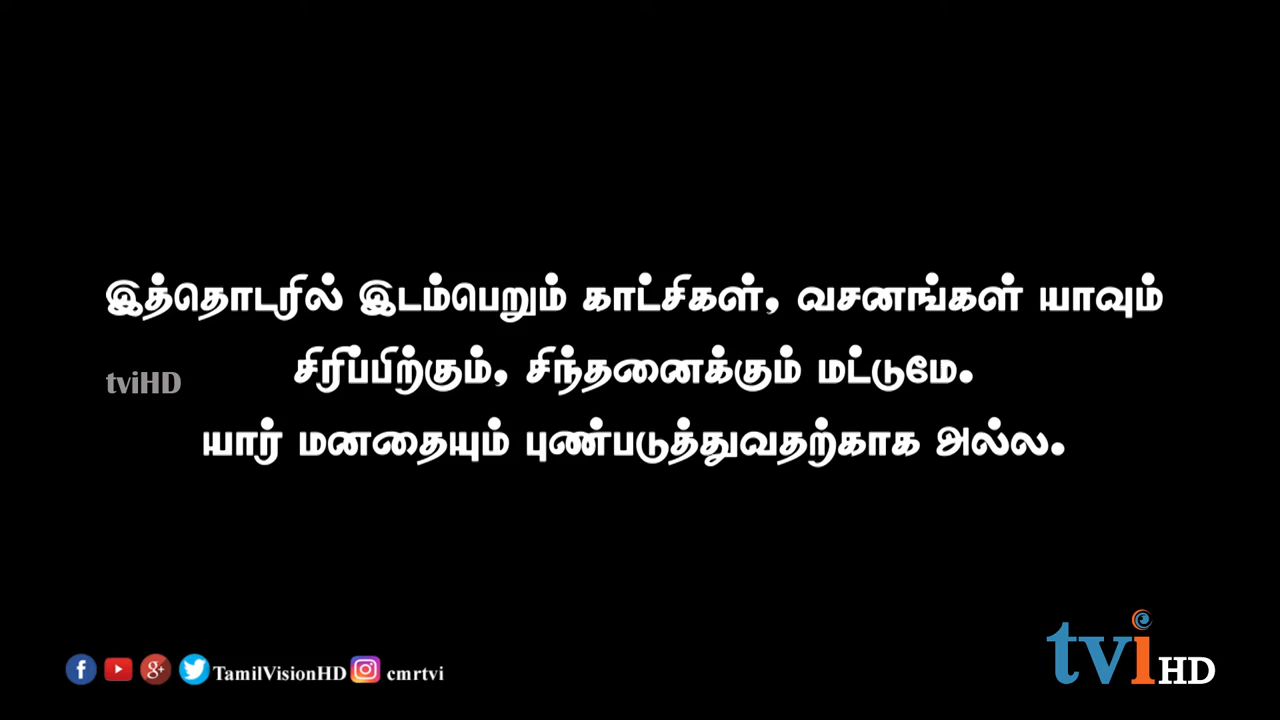 இத்தொடரில் இடம்பெறும் காட்சிகள், வசனங்கள் யாவும்
சிரிப்பிற்கும், சிந்தனைக்கும் மட்டுமே.
tviHD
யார் மனதையும் புண்படுத்துவதற்காக அல்ல.
TamilVisionHD cmrtvi
tvi HD